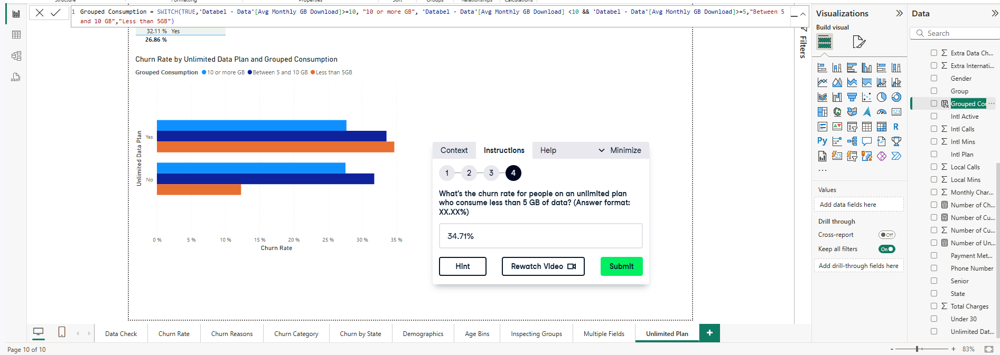 Structure Formatting Properties Sort Groups Relationships Calculations
1 Grouped Consumption = SWITCH(TRUE,'Databel - Data'[Avg Monthly GB Download]>=10, "10 or more GB", 'Databel - Data'[Avg Monthly GB Download] <10 && 'Databel - Data'[Avg Monthly GB Download]>=5,"Between 5
and 10 GB","Less than 5GB")
32.11 % Yes
26.86 %
Churn Rate by Unlimited Data Plan and Grouped Consumption
Grouped Consumption 10 or more GB Between 5 and 10 GB Less than 5GB
Unlimited Data Plan
Yes
No
0 % 5 % 10 % 15 % 20 % 25 % 30 % 35 %
Churn Rate
Context Instructions Help Minimize
1 2 3 4
What's the churn rate for people on an unlimited plan
who consume less than 5 GB of data? (Answer format:
XX.XX%)
34.71%
Hint Rewatch Video Submit
Filters
Visualizations
Build visual
123
R
Py
123
...
Values
Add data fields here
Drill through
Cross-report Off
Keep all filters On
Add drill-through fields here
Data
Search
Extra Data Ch...
Extra Internati...
Gender
Group
Grouped Co ...
Intl Active
Intl Calls
Intl Mins
Intl Plan
Local Calls
Local Mins
Monthly Char...
Number of Ch...
Number of Cu...
Number of Cu...
Number of Un...
Payment Met...
Phone Number
Senior
State
Total Charges
Under 30
Unlimited Dat...
DAX
Data Check Churn Rate Churn Reasons Churn Category Churn by State Demographics Age Bins Inspecting Groups Multiple Fields Unlimited Plan +
Page 10 of 10
- + 83%